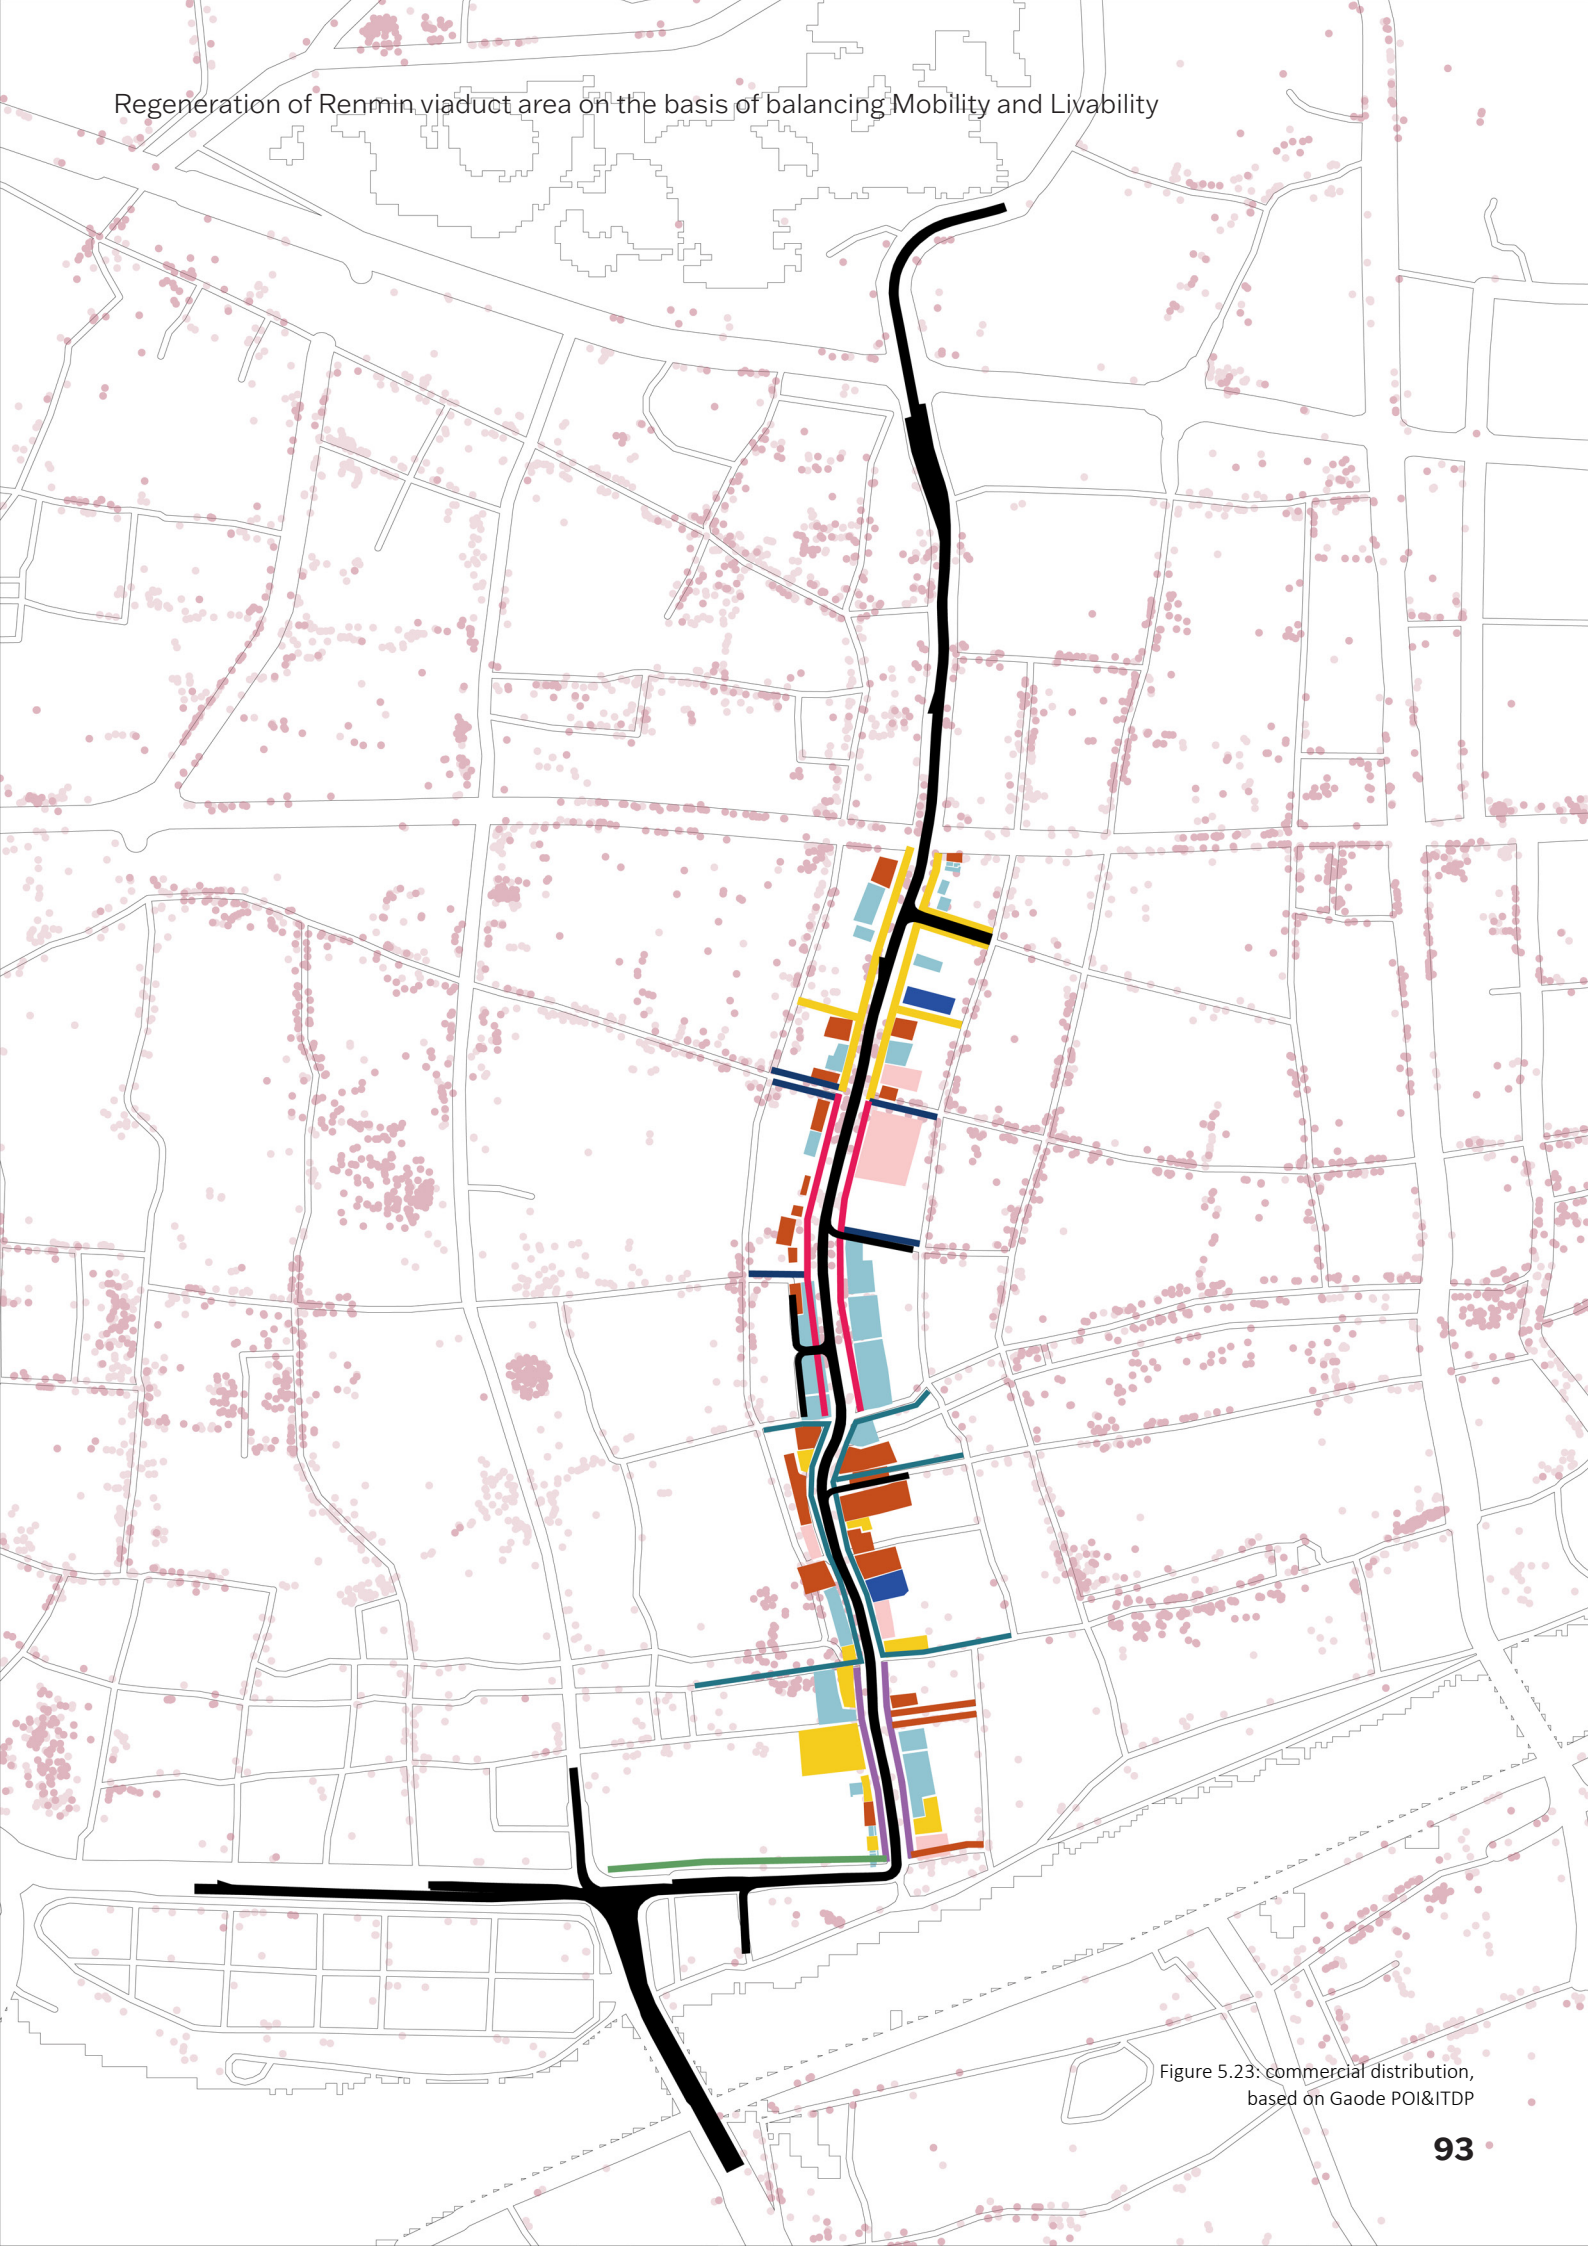 Regeneration of Renmin viaduct area on the basis of balancing Mobility and Livability
Figure 5.23: commercial distribution,
based on Gaode POI&ITDP
93